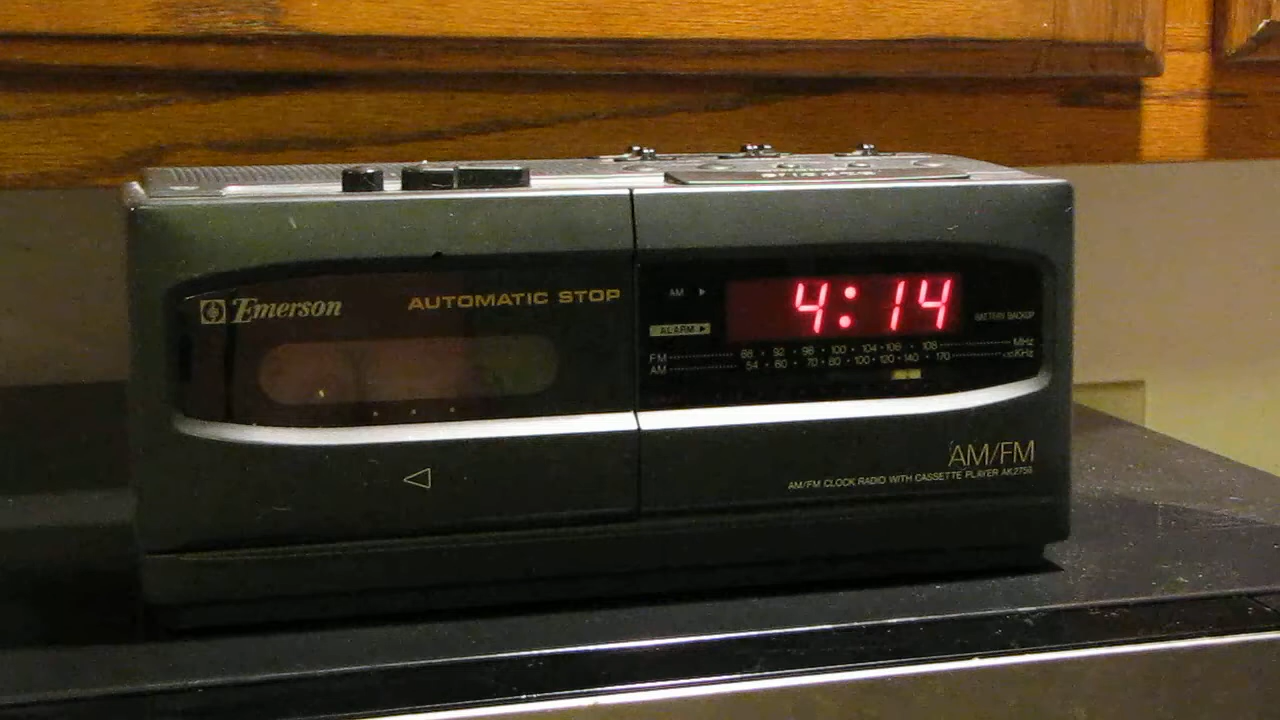 Emerson
AUTOMATIC STOP
AM
4:14
ALARM
BATTERY BACKUP
FM 88 • 92 • 96 • 100 • 104 • 106 • 108 MHz
AM 54 • 60 • 70 • 80 • 100 • 120 • 140 • 170 KHz
AM/FM
AM/FM CLOCK RADIO WITH CASSETTE PLAYER